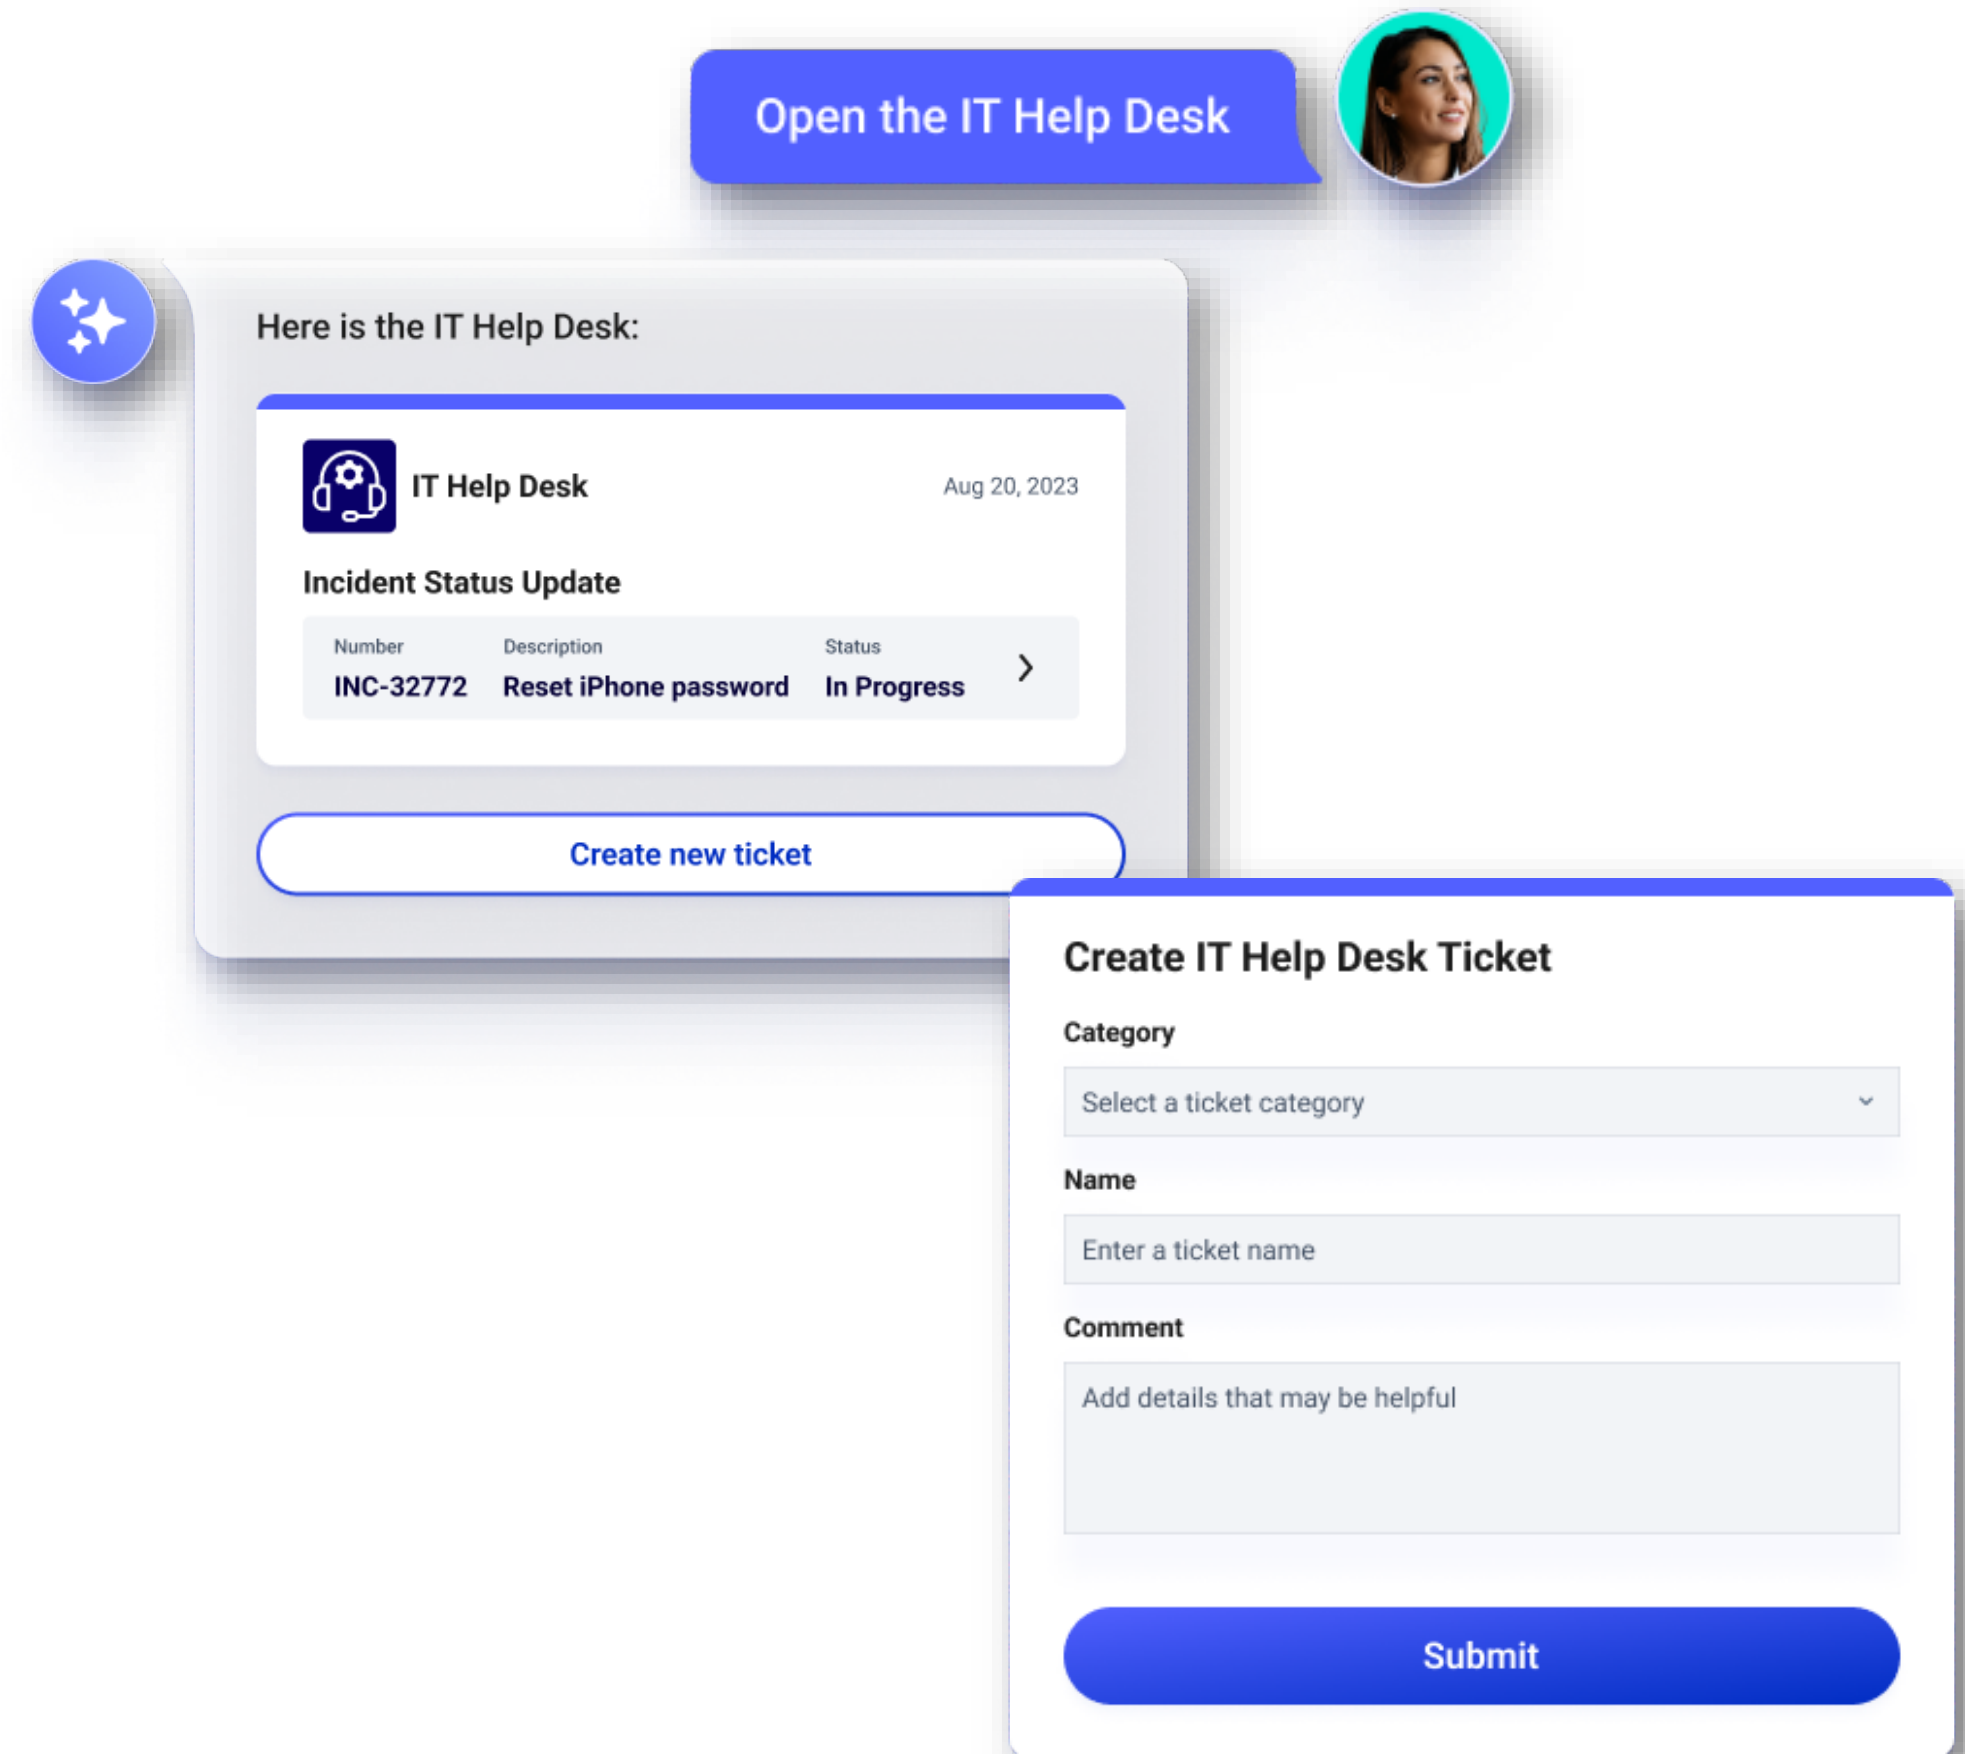 Open the IT Help Desk
Here is the IT Help Desk:
IT Help Desk
Aug 20, 2023
Incident Status Update
Number Description Status
INC-32772 Reset iPhone password In Progress
Create new ticket
Create IT Help Desk Ticket
Category
Select a ticket category
Name
Enter a ticket name
Comment
Add details that may be helpful
Submit